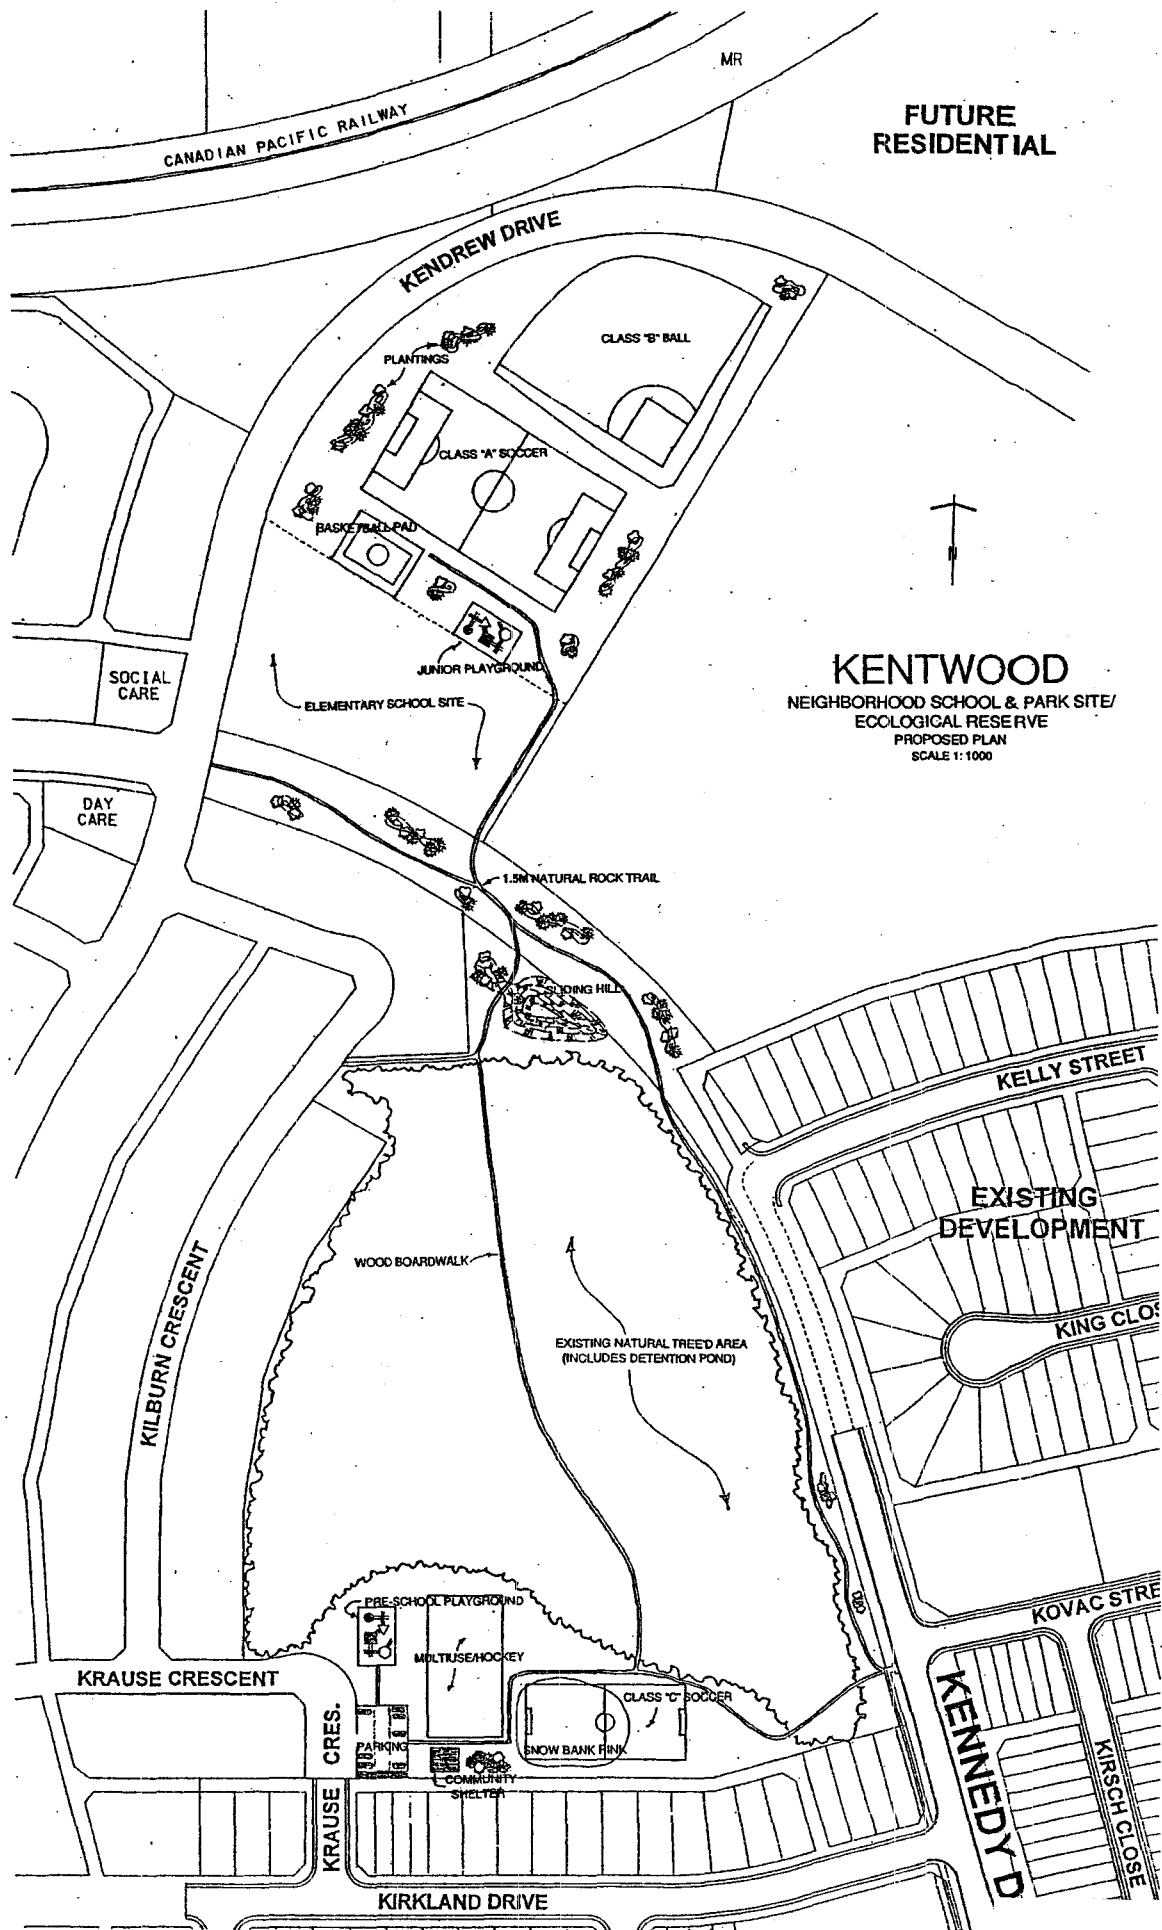 MR
CANADIAN PACIFIC RAILWAY
FUTURE
RESIDENTIAL
KENDREW DRIVE
CLASS "B" BALL
PLANTINGS
CLASS "A" SOCCER
BASKETBALL PAD
N
JUNIOR PLAYGROUND
SOCIAL
CARE
ELEMENTARY SCHOOL SITE
KENTWOOD
NEIGHBORHOOD SCHOOL & PARK SITE/
ECOLOGICAL RESERVE
PROPOSED PLAN
SCALE 1:1000
DAY
CARE
1.5M NATURAL ROCK TRAIL
SLIDING HILL
KELLY STREET
EXISTING
DEVELOPMENT
WOOD BOARDWALK
KILBURN CRESCENT
KING CLOS
EXISTING NATURAL TREE'D AREA
(INCLUDES DETENTION POND)
KOVAC STRE
PRE-SCHOOL PLAYGROUND
MULTIUSE/HOCKEY
KRAUSE CRESCENT
CLASS "C" SOCCER
KRAUSE CRES.
PARKING
SNOW BANK RINK
COMMUNITY
SHELTER
KENNEDY D
KIRSCH CLOSE
KIRKLAND DRIVE